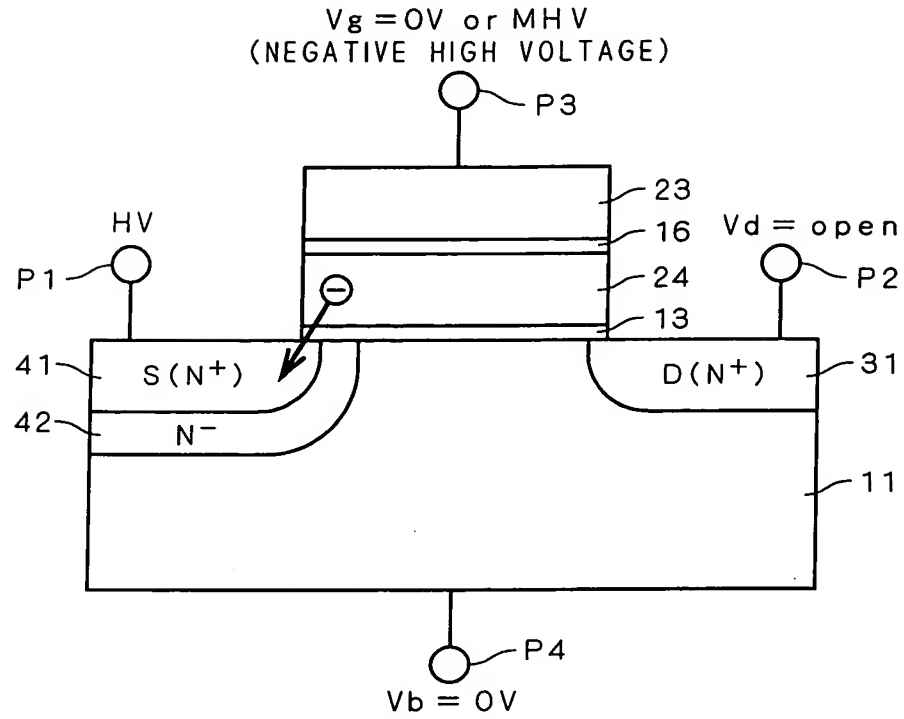 Vg=0V or MHV
(NEGATIVE HIGH VOLTAGE)
P3
23
HV
16
Vd=open
P1
24
P2
−
13
41
S(N+)
D(N+)
31
42
N−
11
P4
Vb=0V